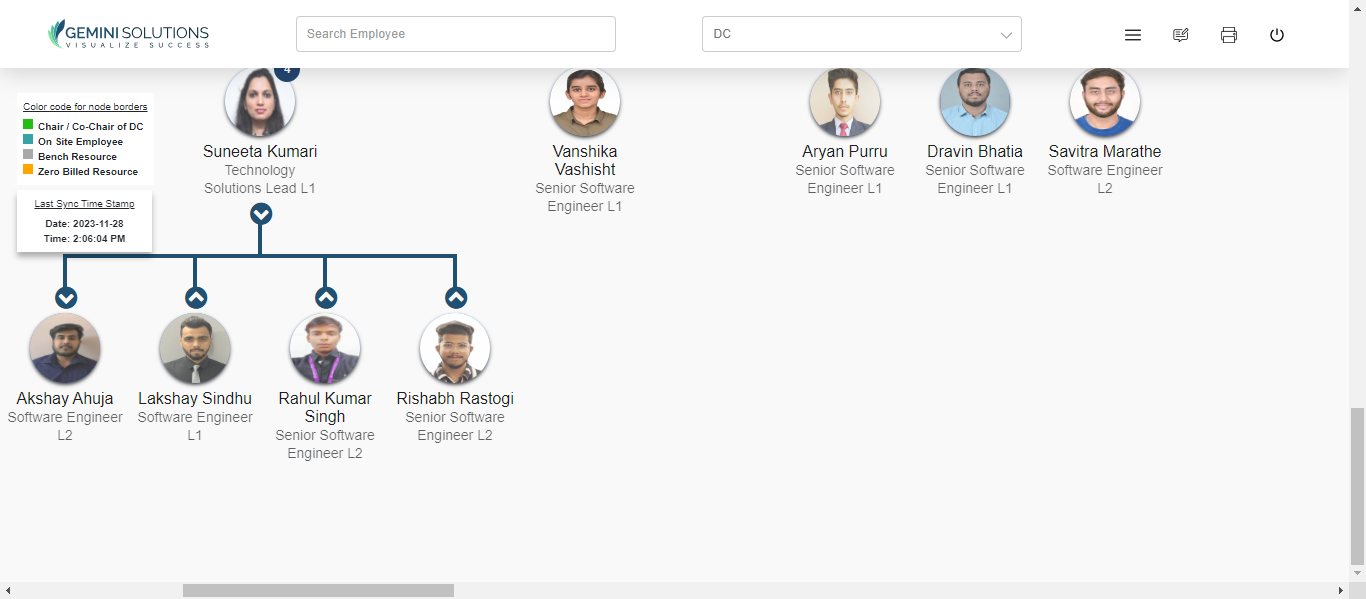 GEMINI SOLUTIONS
VISUALIZE SUCCESS
Search Employee
DC
4
Color code for node borders
Chair / Co-Chair of DC
On Site Employee
Bench Resource
Zero Billed Resource
Last Sync Time Stamp
Date: 2023-11-28
Time: 2:06:04 PM
Suneeta Kumari
Technology
Solutions Lead L1
Vanshika
Vashisht
Senior Software
Engineer L1
Aryan Purru
Senior Software
Engineer L1
Dravin Bhatia
Senior Software
Engineer L1
Savitra Marathe
Software Engineer
L2
Akshay Ahuja
Software Engineer
L2
Lakshay Sindhu
Software Engineer
L1
Rahul Kumar
Singh
Senior Software
Engineer L2
Rishabh Rastogi
Senior Software
Engineer L2